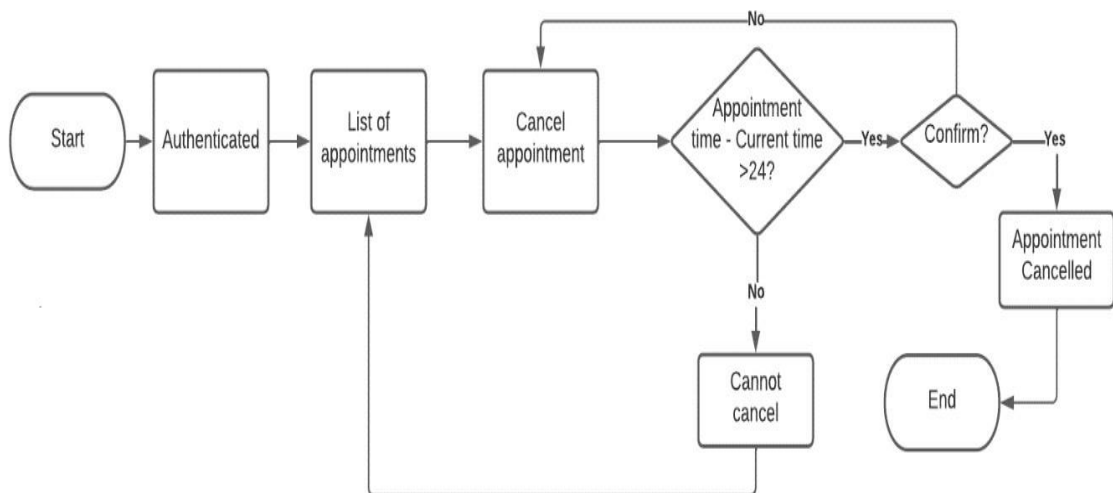 No
Start
Authenticated
List of
appointments
Cancel
appointment
Appointment
time - Current time
>24?
Yes
Confirm?
Yes
Appointment
Cancelled
No
Cannot
cancel
End